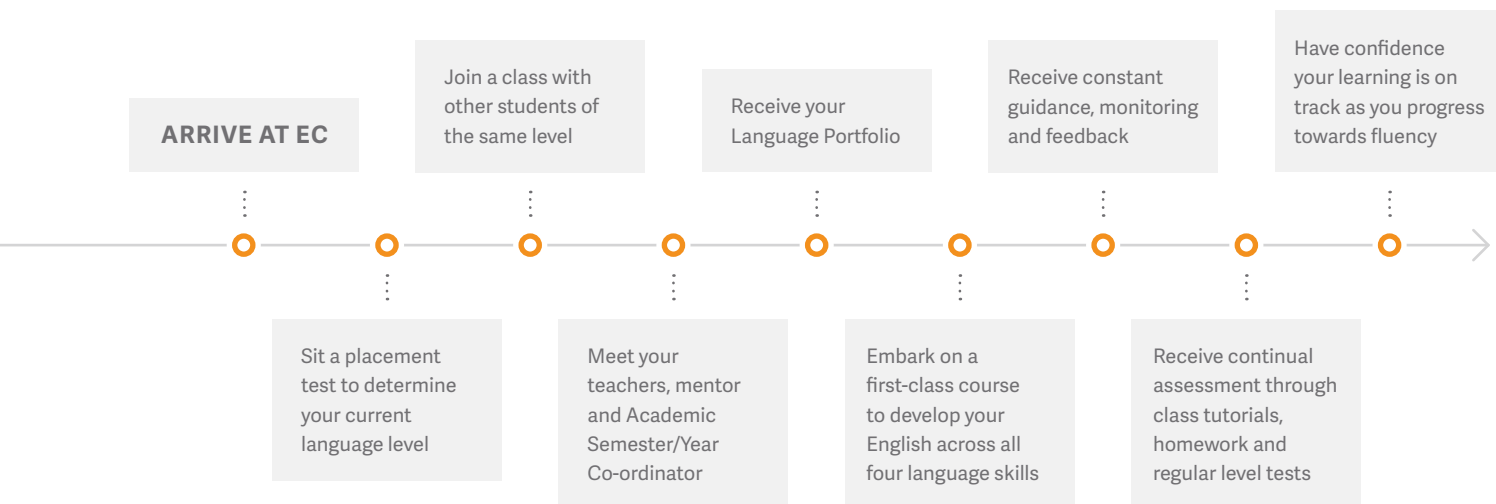 ARRIVE AT EC
Sit a placement
test to determine
your current
language level
Join a class with
other students of
the same level
Meet your
teachers, mentor
and Academic
Semester/Year
Co-ordinator
Receive your
Language Portfolio
Embark on a
first-class course
to develop your
English across all
four language skills
Receive constant
guidance, monitoring
and feedback
Receive continual
assessment through
class tutorials,
homework and
regular level tests
Have confidence
your learning is on
track as you progress
towards fluency